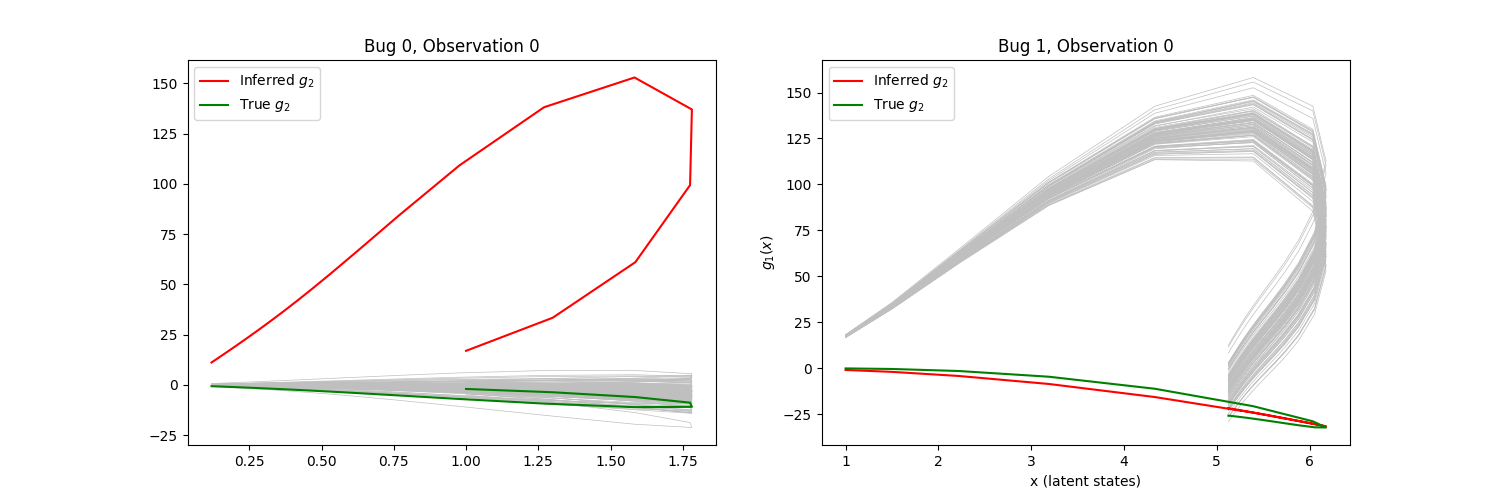 Bug 0, Observation 0
Inferred g₂
True g₂
150
125
100
75
50
25
0
−25
0.25 0.50 0.75 1.00 1.25 1.50 1.75
Bug 1, Observation 0
Inferred g₂
True g₂
g₁(x)
150
125
100
75
50
25
0
−25
1 2 3 4 5 6
x (latent states)